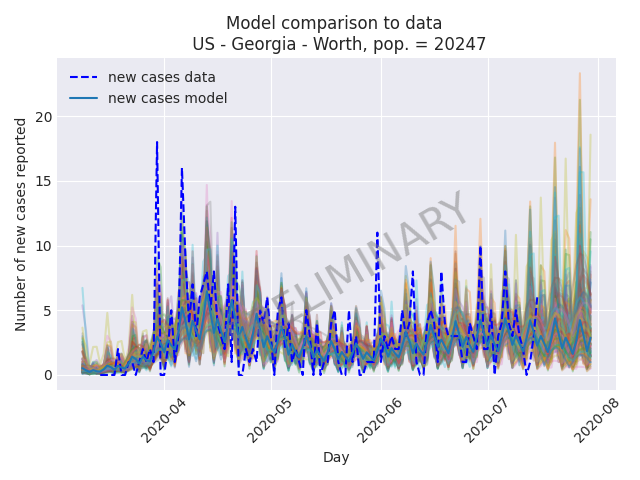 Model comparison to data
US - Georgia - Worth, pop. = 20247
new cases data
new cases model
Number of new cases reported
20
15
10
5
0
ELIMINARY
2020-04
2020-05
2020-06
2020-07
2020-08
Day